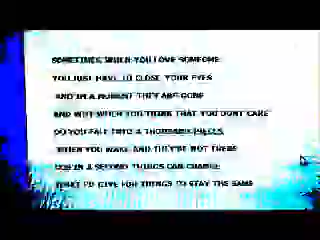 SOMETIMES WHEN YOU LOVE SOMEONE
YOU JUST HAVE TO CLOSE YOUR EYES
AND IN A MOMENT THEY ARE GONE
AND WHEN YOU THINK THAT YOU DONT CARE
DO YOU FALL INTO A THOUSAND PIECES
WHEN YOU WAKE AND THEY'RE NOT THERE
IN A SECOND THINGS CAN CHANGE
WHAT I'D GIVE FOR THINGS TO STAY THE SAME